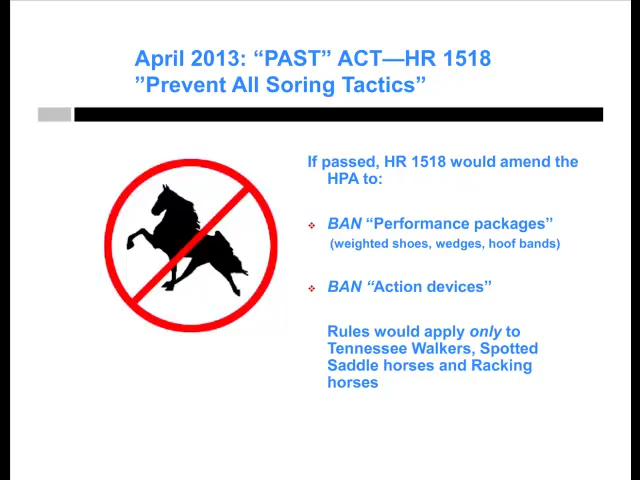 April 2013: “PAST” ACT—HR 1518
”Prevent All Soring Tactics”
If passed, HR 1518 would amend the
HPA to:
BAN “Performance packages”
(weighted shoes, wedges, hoof bands)
BAN “Action devices”
Rules would apply only to
Tennessee Walkers, Spotted
Saddle horses and Racking
horses